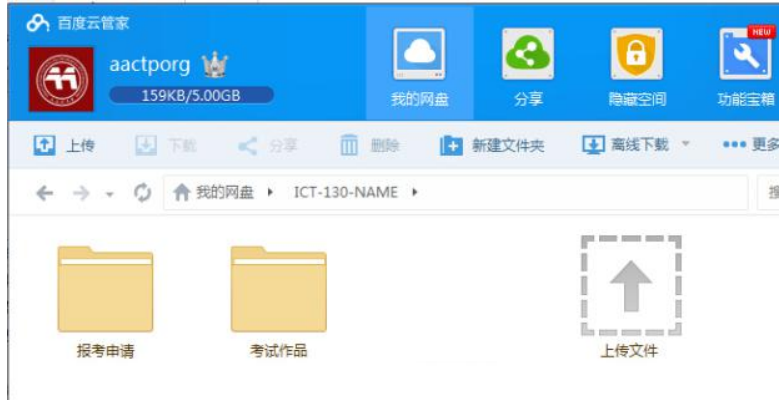 百度云管家
aactporg
159KB/5.00GB
我的网盘 分享 隐藏空间 功能宝箱
NEW
上传 下载 分享 删除 新建文件夹 离线下载 更多
我的网盘 ICT-130-NAME
报考申请 考试作品 上传文件